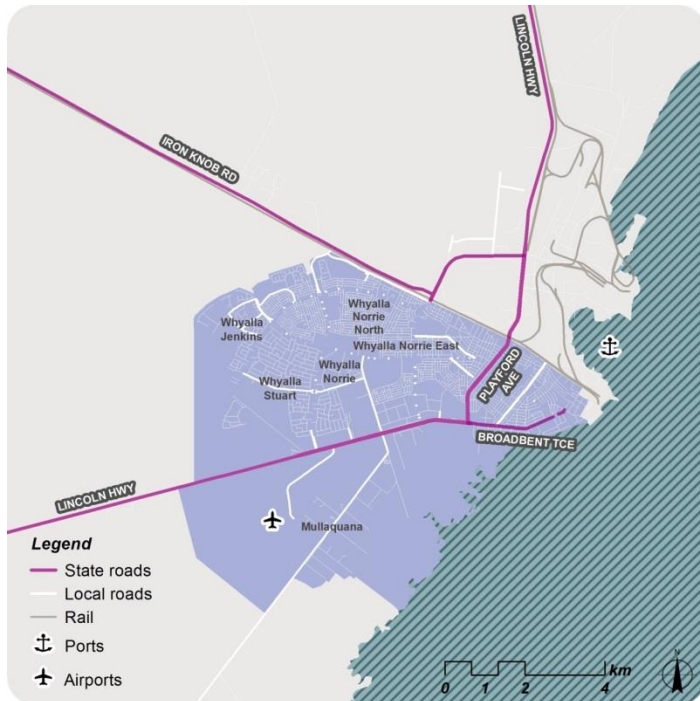 LINCOLN HWY
IRON KNOB RD
Whyalla
Norrie
North
Whyalla
Jenkins
Whyalla Norrie East
Whyalla
Norrie
Whyalla
Stuart
PLAYFORD
AVE
BROADBENT TCE
LINCOLN HWY
Mullaquana
Legend
State roads
Local roads
Rail
Ports
Airports
N
km
0 1 2 4